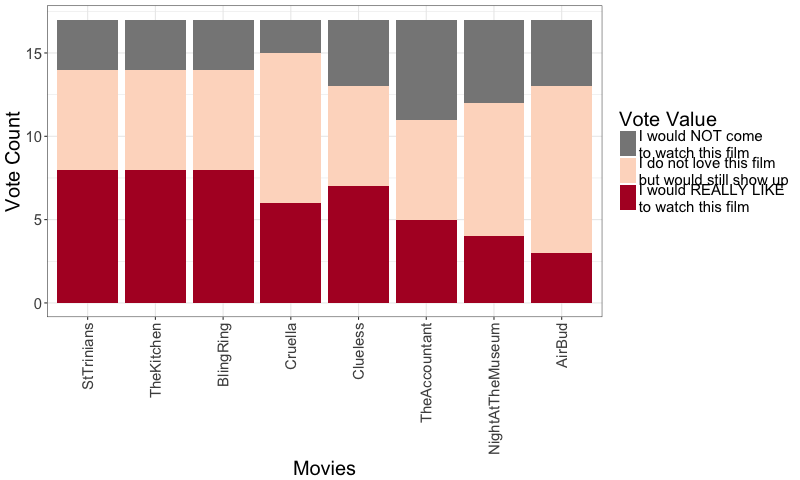 Vote Count
15
10
5
0
StTrinians
TheKitchen
BlingRing
Cruella
Clueless
TheAccountant
NightAtTheMuseum
AirBud
Movies
Vote Value
I would NOT come
to watch this film
I do not love this film
but would still show up
I would REALLY LIKE
to watch this film